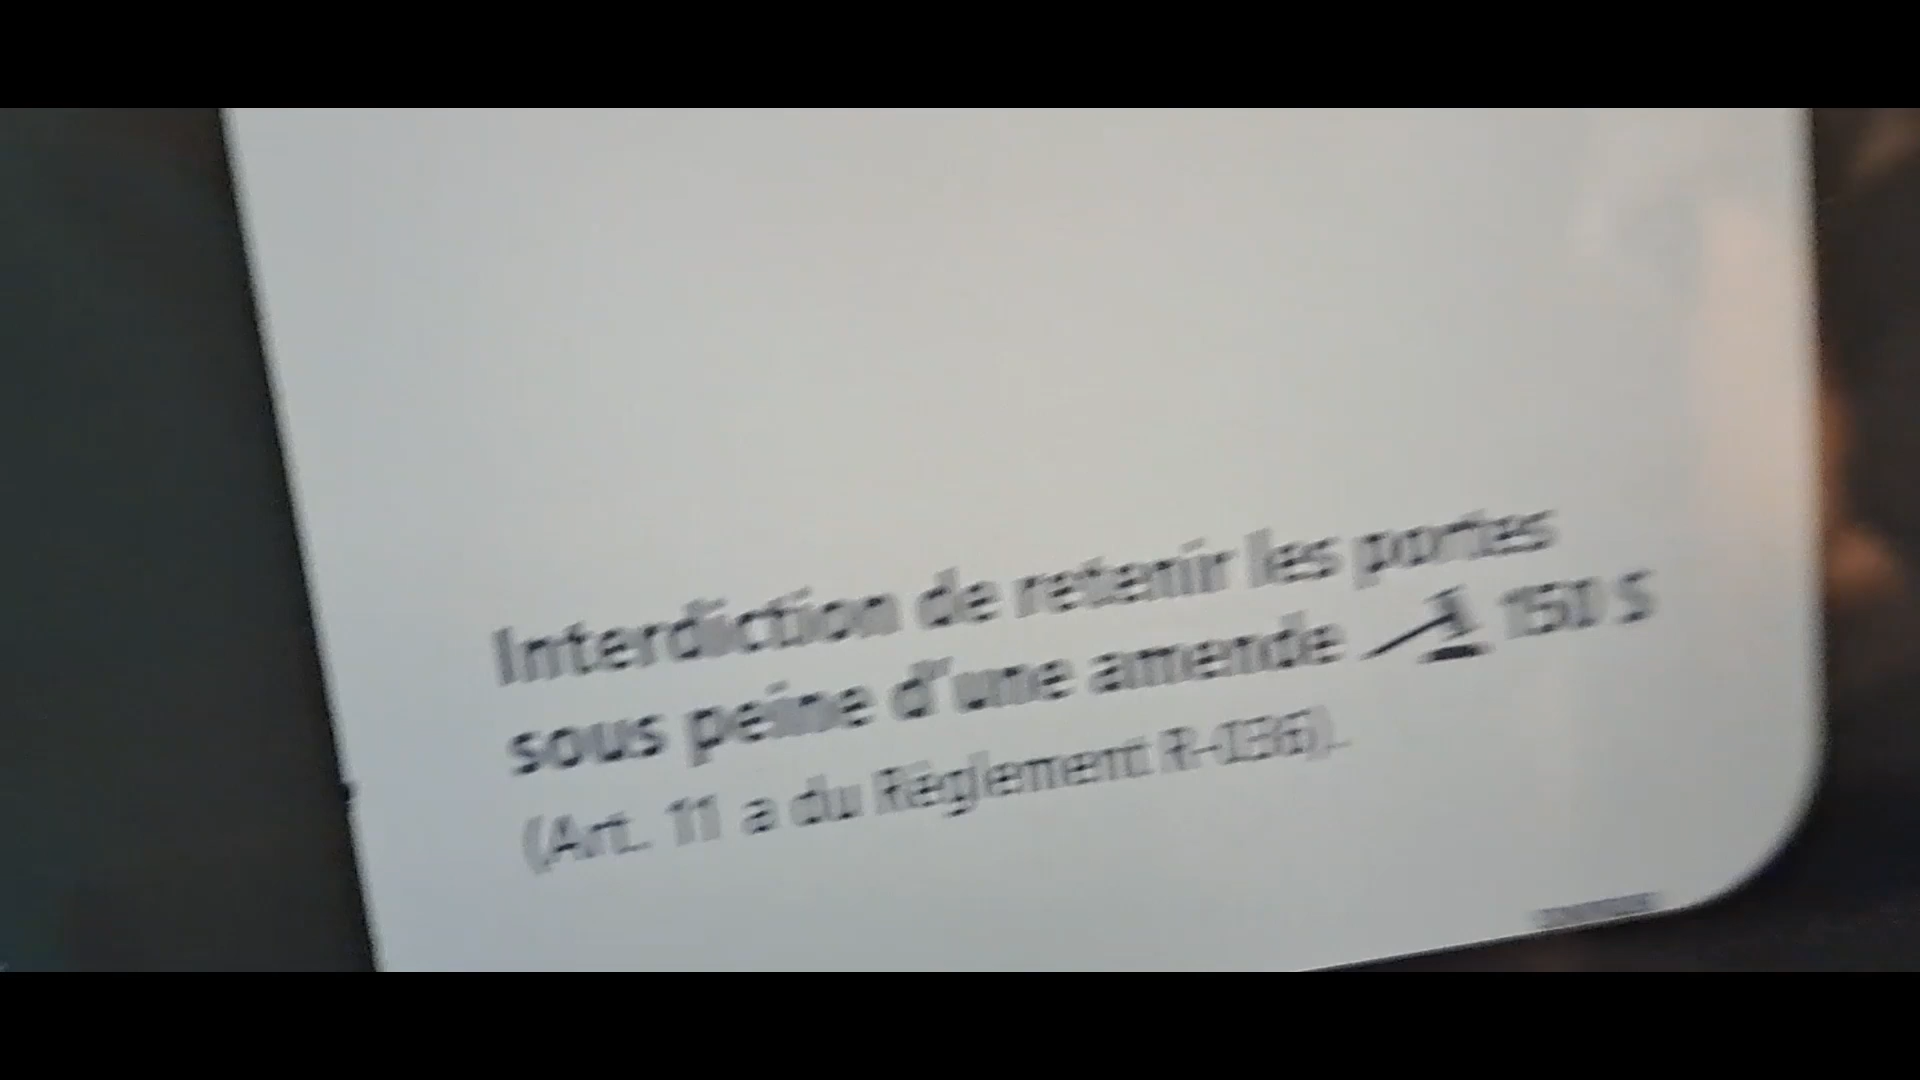 Interdiction de retenir les portes
sous peine d'une amende 150 $
(Art. 11 a du Règlement R-036).